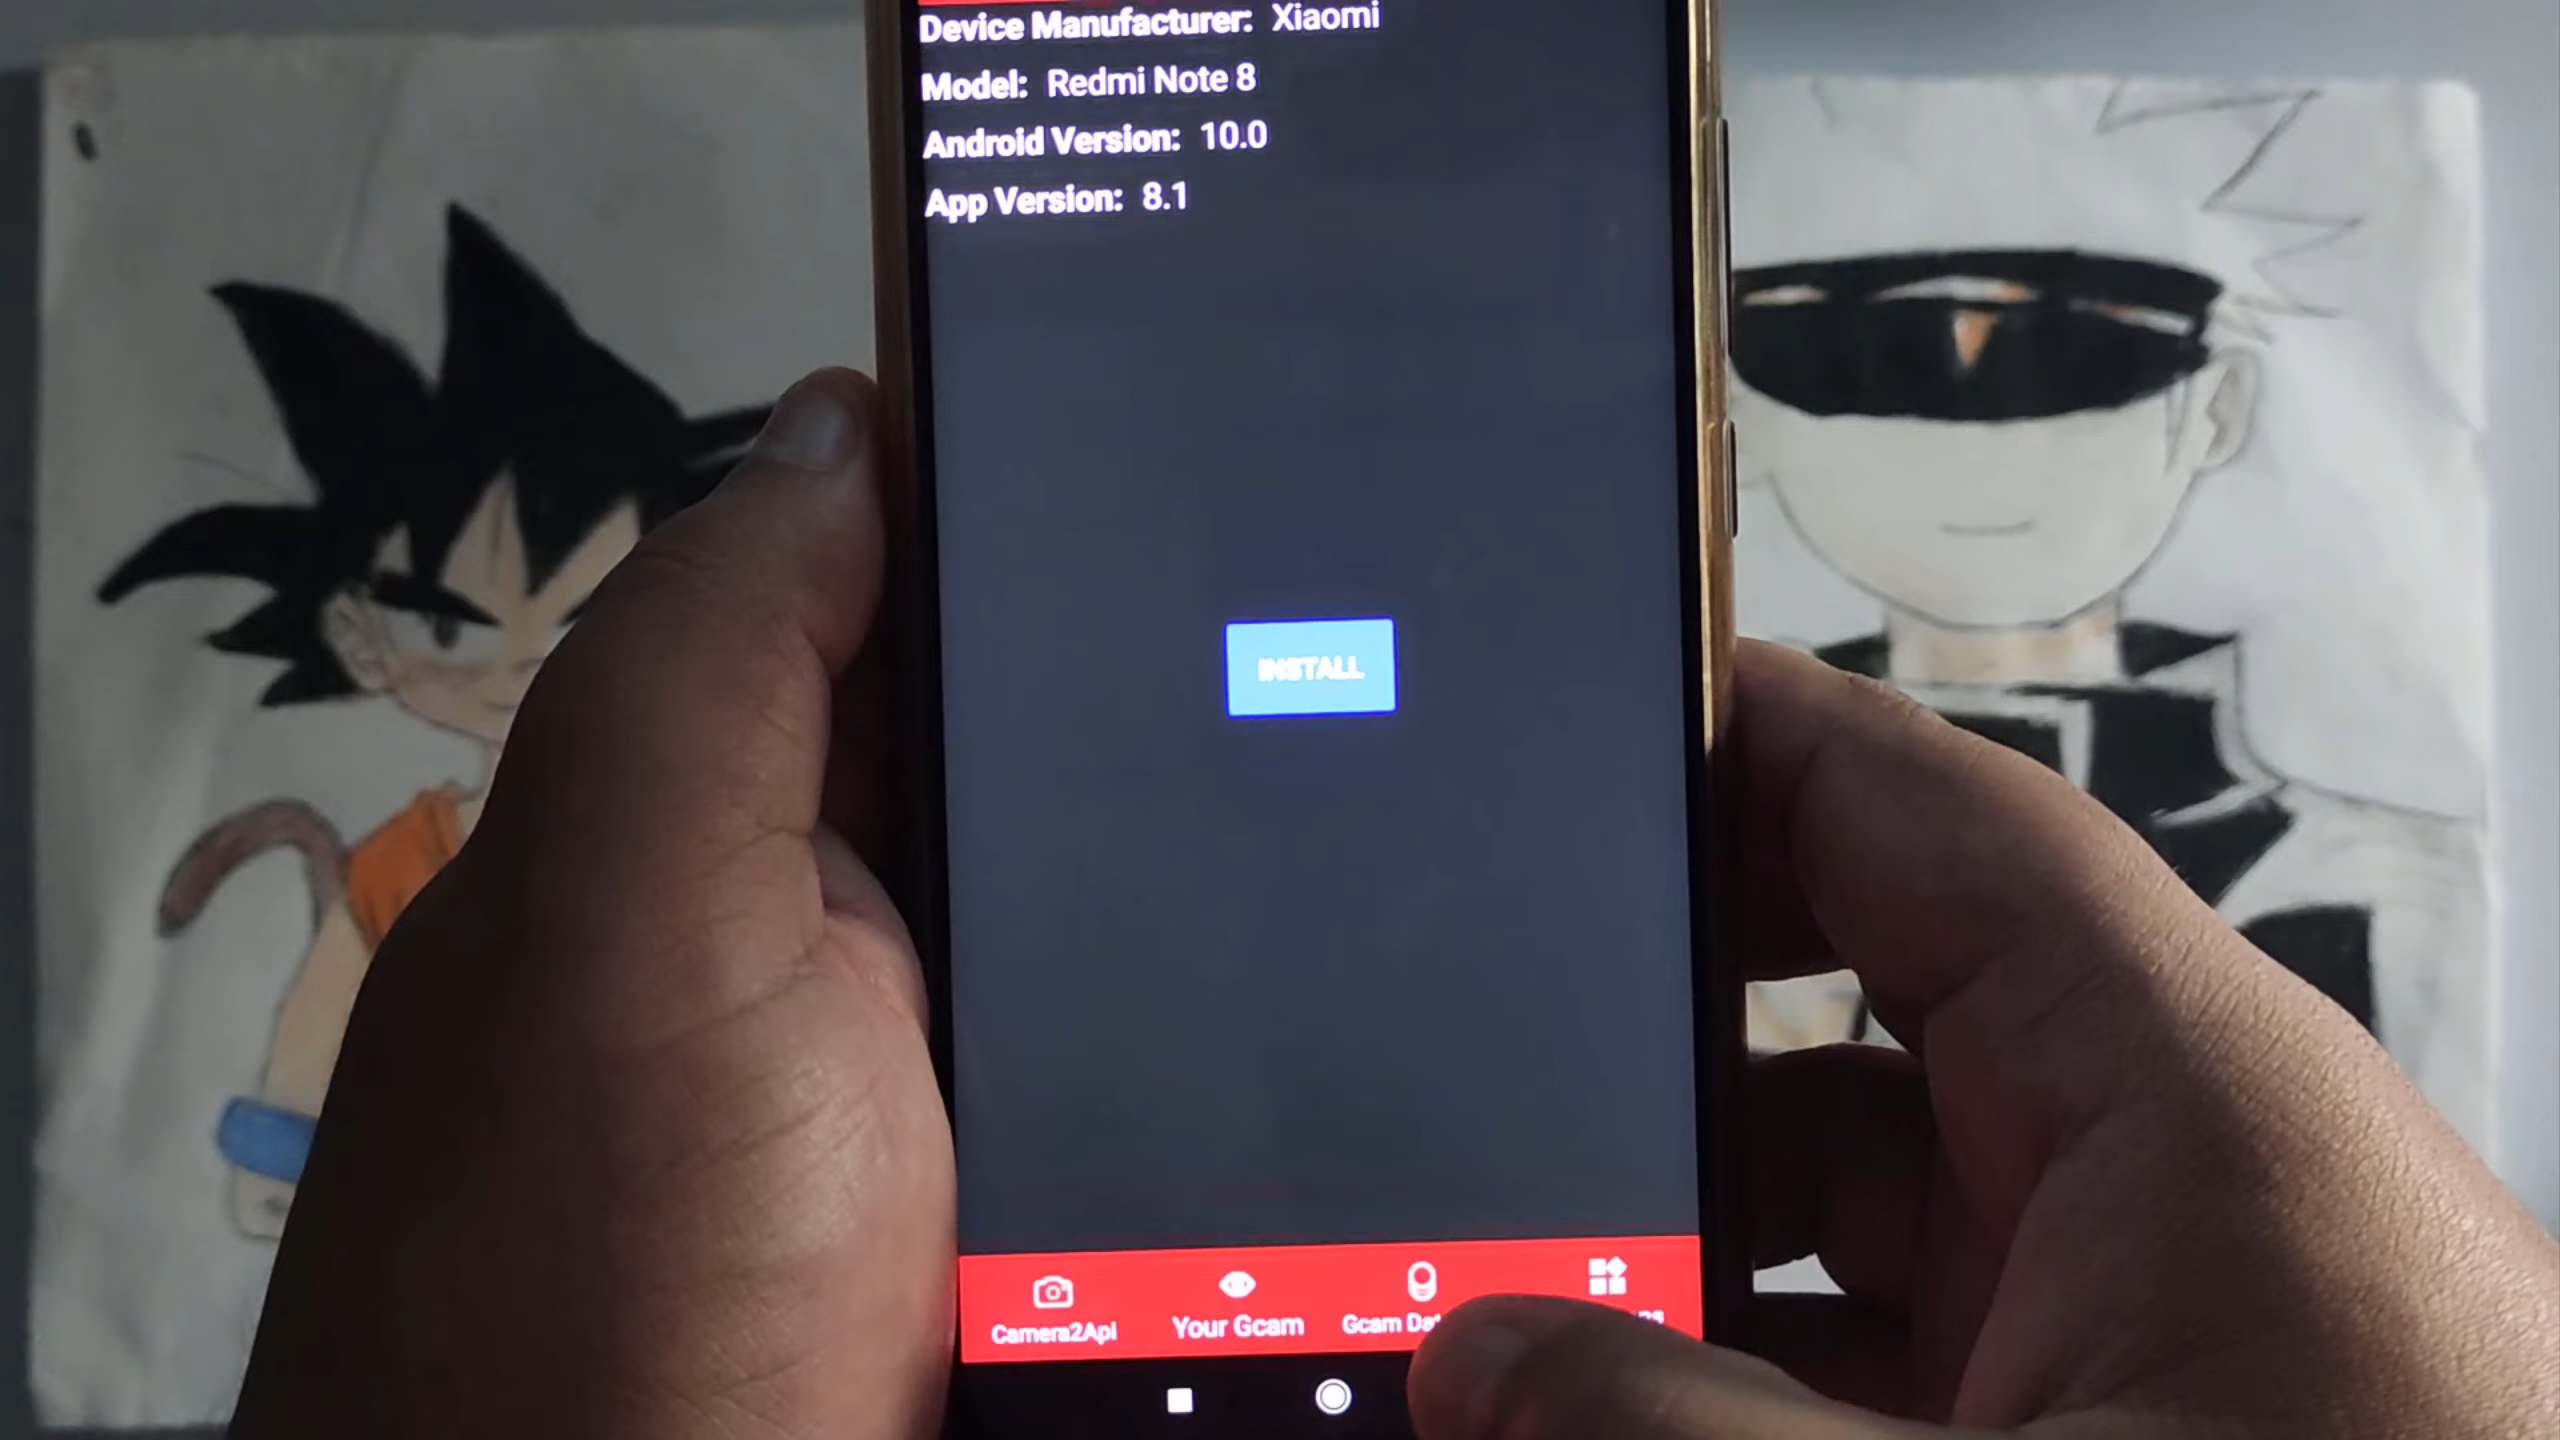 Device Manufacturer: Xiaomi
Model: Redmi Note 8
Android Version: 10.0
App Version: 8.1
INSTALL
Camera2Api
Your Gcam
Gcam